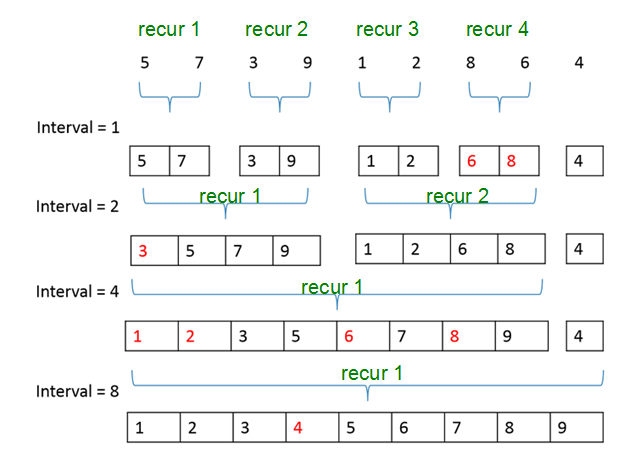 recur 1 recur 2 recur 3 recur 4
5 7 3 9 1 2 8 6 4
Interval = 1
5 7 3 9 1 2 6 8 4
recur 1 recur 2
Interval = 2
3 5 7 9 1 2 6 8 4
recur 1
Interval = 4
1 2 3 5 6 7 8 9 4
recur 1
Interval = 8
1 2 3 4 5 6 7 8 9